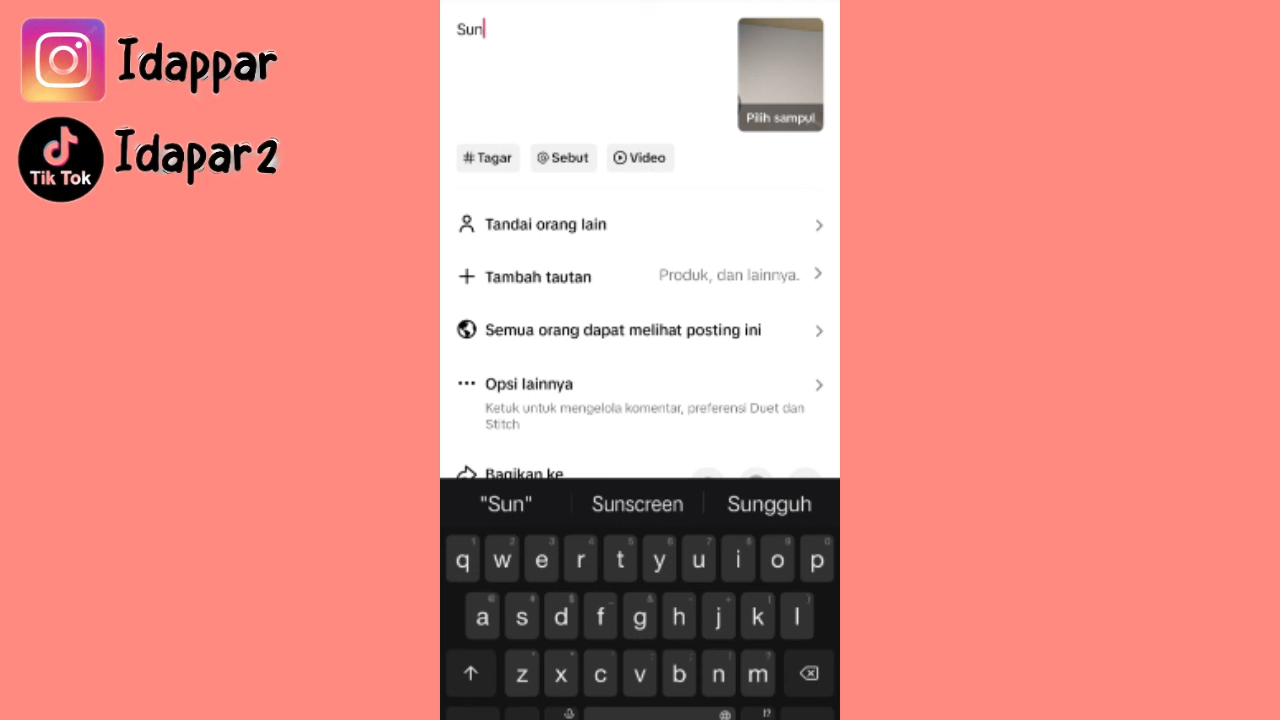 Idappar
Tik Tok
Idapar2
Sun
Pilih sampul
# Tagar
@ Sebut
Video
Tandai orang lain
Tambah tautan
Produk, dan lainnya.
Semua orang dapat melihat posting ini
Opsi lainnya
Ketuk untuk mengelola komentar, preferensi Duet dan
Stitch
Bagikan ke
"Sun"
Sunscreen
Sungguh
q w e r t y u i o p
a s d f g h j k l
z x c v b n m